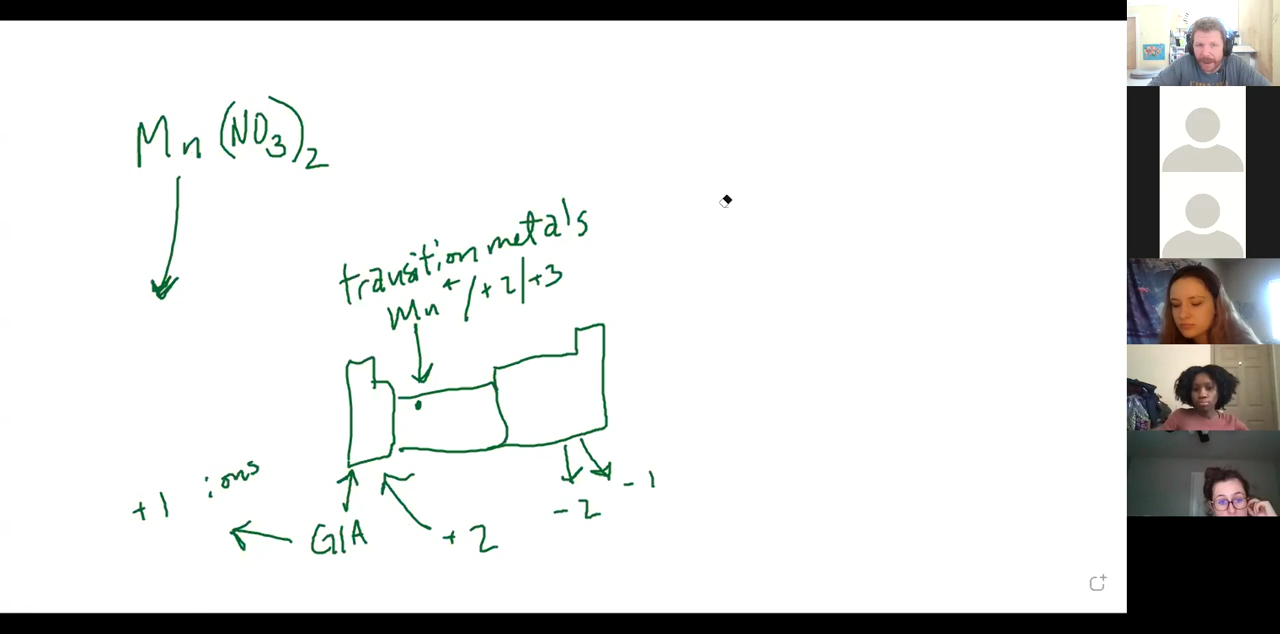 Mn(NO3)2
transition metals
Mn+/+2/+3
+1 ions
-1
-2
G1A
+2